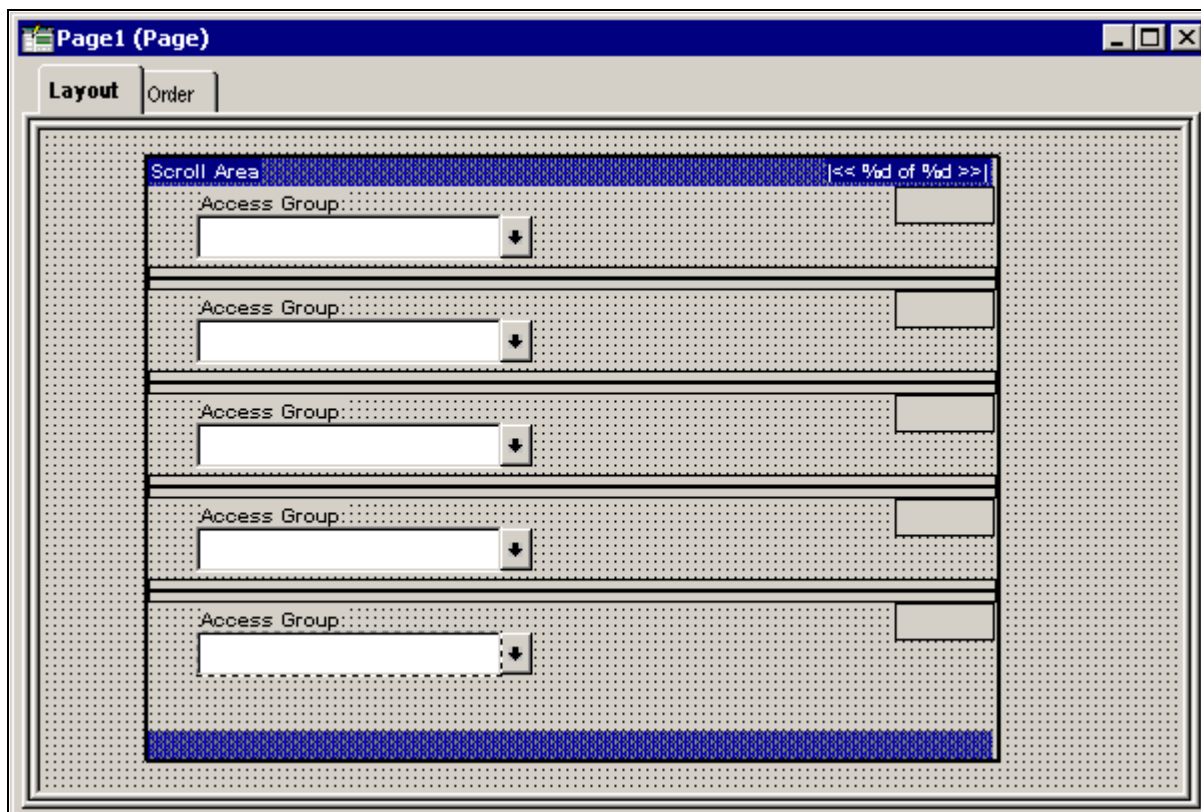 Page1 (Page)
Layout Order
Scroll Area |<< %d of %d >>|
Access Group
Access Group:
Access Group:
Access Group:
Access Group